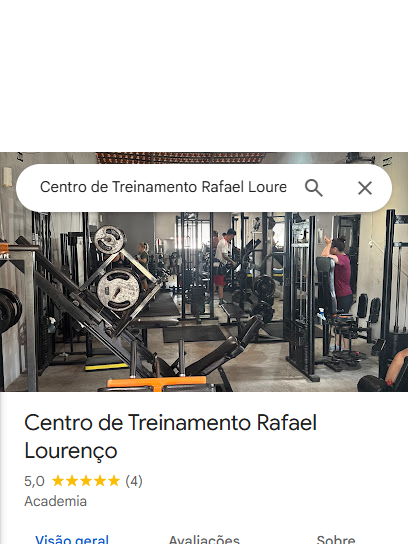 Centro de Treinamento Rafael Loure
Centro de Treinamento Rafael
Lourenço
5,0 (4)
Academia
Visão geral Avaliações Sobre